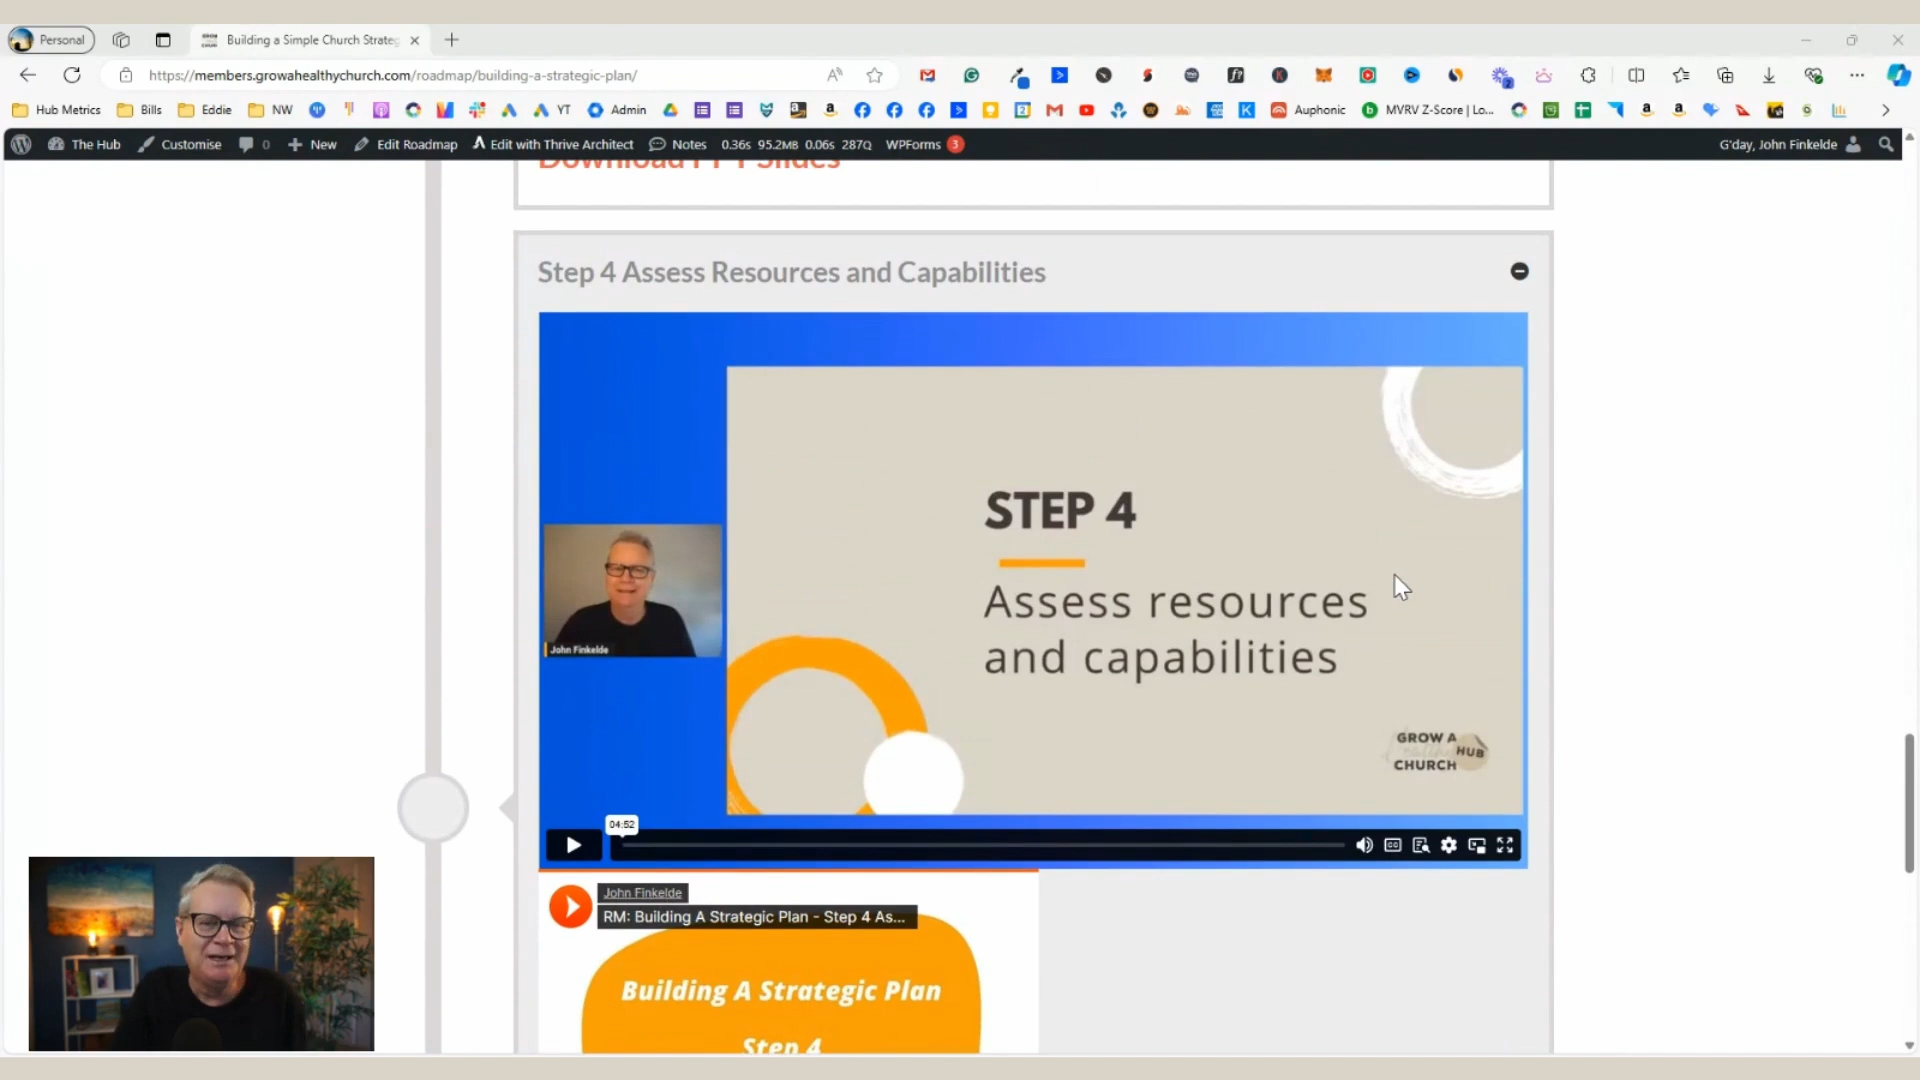 Personal
Building a Simple Church Strateg
https://members.growahealthychurch.com/roadmap/building-a-strategic-plan/
Hub Metrics
Bills
Eddie
NW
YT
Admin
Auphonic
MVRV Z-Score | Lo...
The Hub
Customise
0
New
Edit Roadmap
Edit with Thrive Architect
Notes
0.36s 95.2MB 0.06s 287Q
WPForms 3
G'day, John Finkelde
Download PPT Slides
Step 4 Assess Resources and Capabilities
STEP 4
Assess resources
and capabilities
John Finkelde
GROW A
HUB
CHURCH
04:52
John Finkelde
RM: Building A Strategic Plan - Step 4 As...
Building A Strategic Plan
Step 4